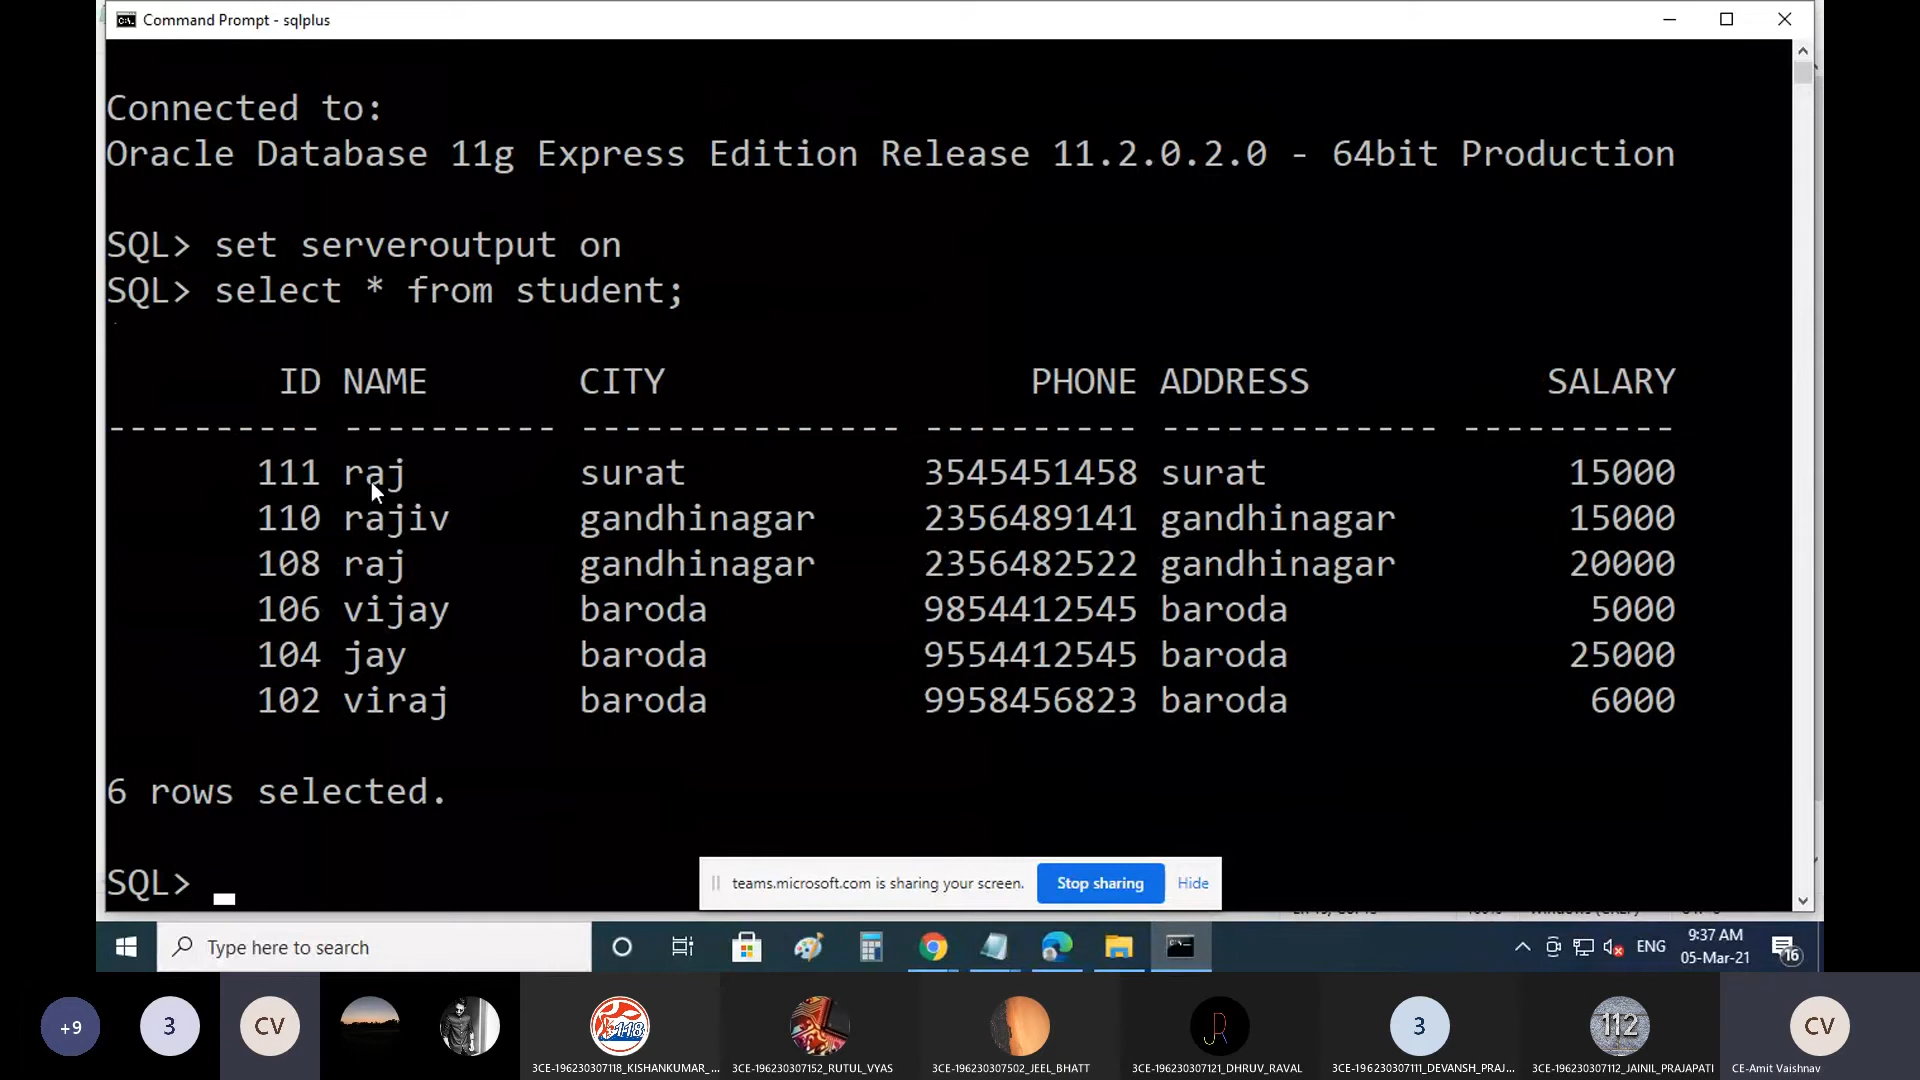 Command Prompt - sqlplus
Connected to:
Oracle Database 11g Express Edition Release 11.2.0.2.0 - 64bit Production
SQL> set serveroutput on
SQL> select * from student;
ID NAME CITY PHONE ADDRESS SALARY
---------- ---------- --------------- ---------- ------------- ----------
111 raj surat 3545451458 surat 15000
110 rajiv gandhinagar 2356489141 gandhinagar 15000
108 raj gandhinagar 2356482522 gandhinagar 20000
106 vijay baroda 9854412545 baroda 5000
104 jay baroda 9554412545 baroda 25000
102 viraj baroda 9958456823 baroda 6000
6 rows selected.
SQL>
teams.microsoft.com is sharing your screen. Stop sharing Hide
Type here to search
ENG
9:37 AM
05-Mar-21
16
+9
3
CV
118
JR
3
112
CV
3CE-196230307118_KISHANKUMAR_...
3CE-196230307152_RUTUL_VYAS
3CE-196230307502_JEEL_BHATT
3CE-196230307121_DHRUV_RAVAL
3CE-196230307111_DEVANSH_PRAJ...
3CE-196230307112_JAINIL_PRAJAPATI
CE-Amit Vaishnav